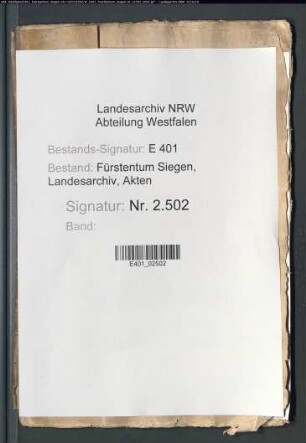 Landesarchiv NRW
Abteilung Westfalen
Bestands-Signatur: E 401
Bestand: Fürstentum Siegen,
Landesarchiv, Akten
Signatur: Nr. 2.502
Band:
E401_02502